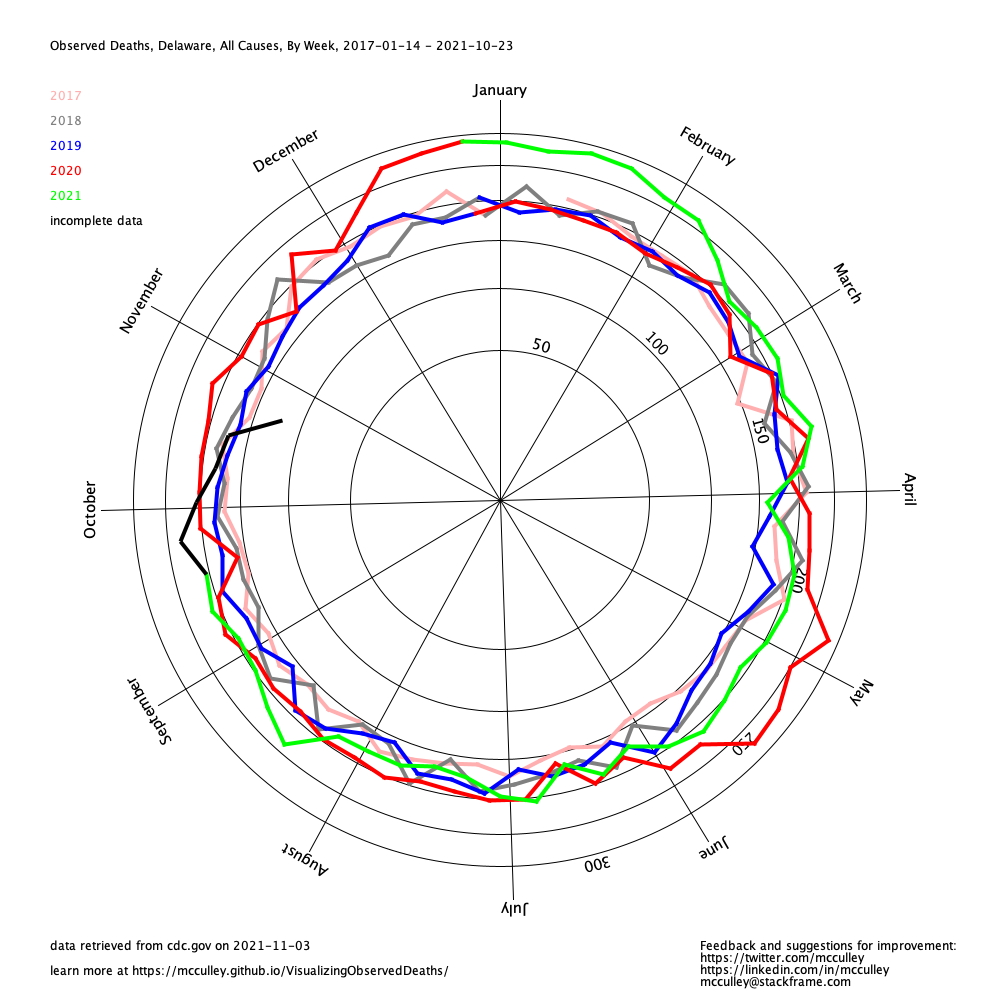 Observed Deaths, Delaware, All Causes, By Week, 2017-01-14 - 2021-10-23
2017
2018
2019
2020
2021
incomplete data
January
February
March
April
May
June
July
August
September
October
November
December
50
100
150
200
250
300
data retrieved from cdc.gov on 2021-11-03
learn more at https://mcculley.github.io/VisualizingObservedDeaths/
Feedback and suggestions for improvement:
https://twitter.com/mcculley
https://linkedin.com/in/mcculley
mcculley@stackframe.com